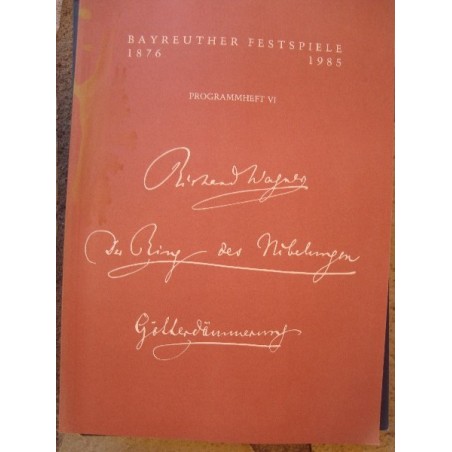 BAYREUTHER FESTSPIELE
1876 1985
PROGRAMMHEFT VI
Richard Wagner
Der Ring des Nibelungen
Götterdämmerung